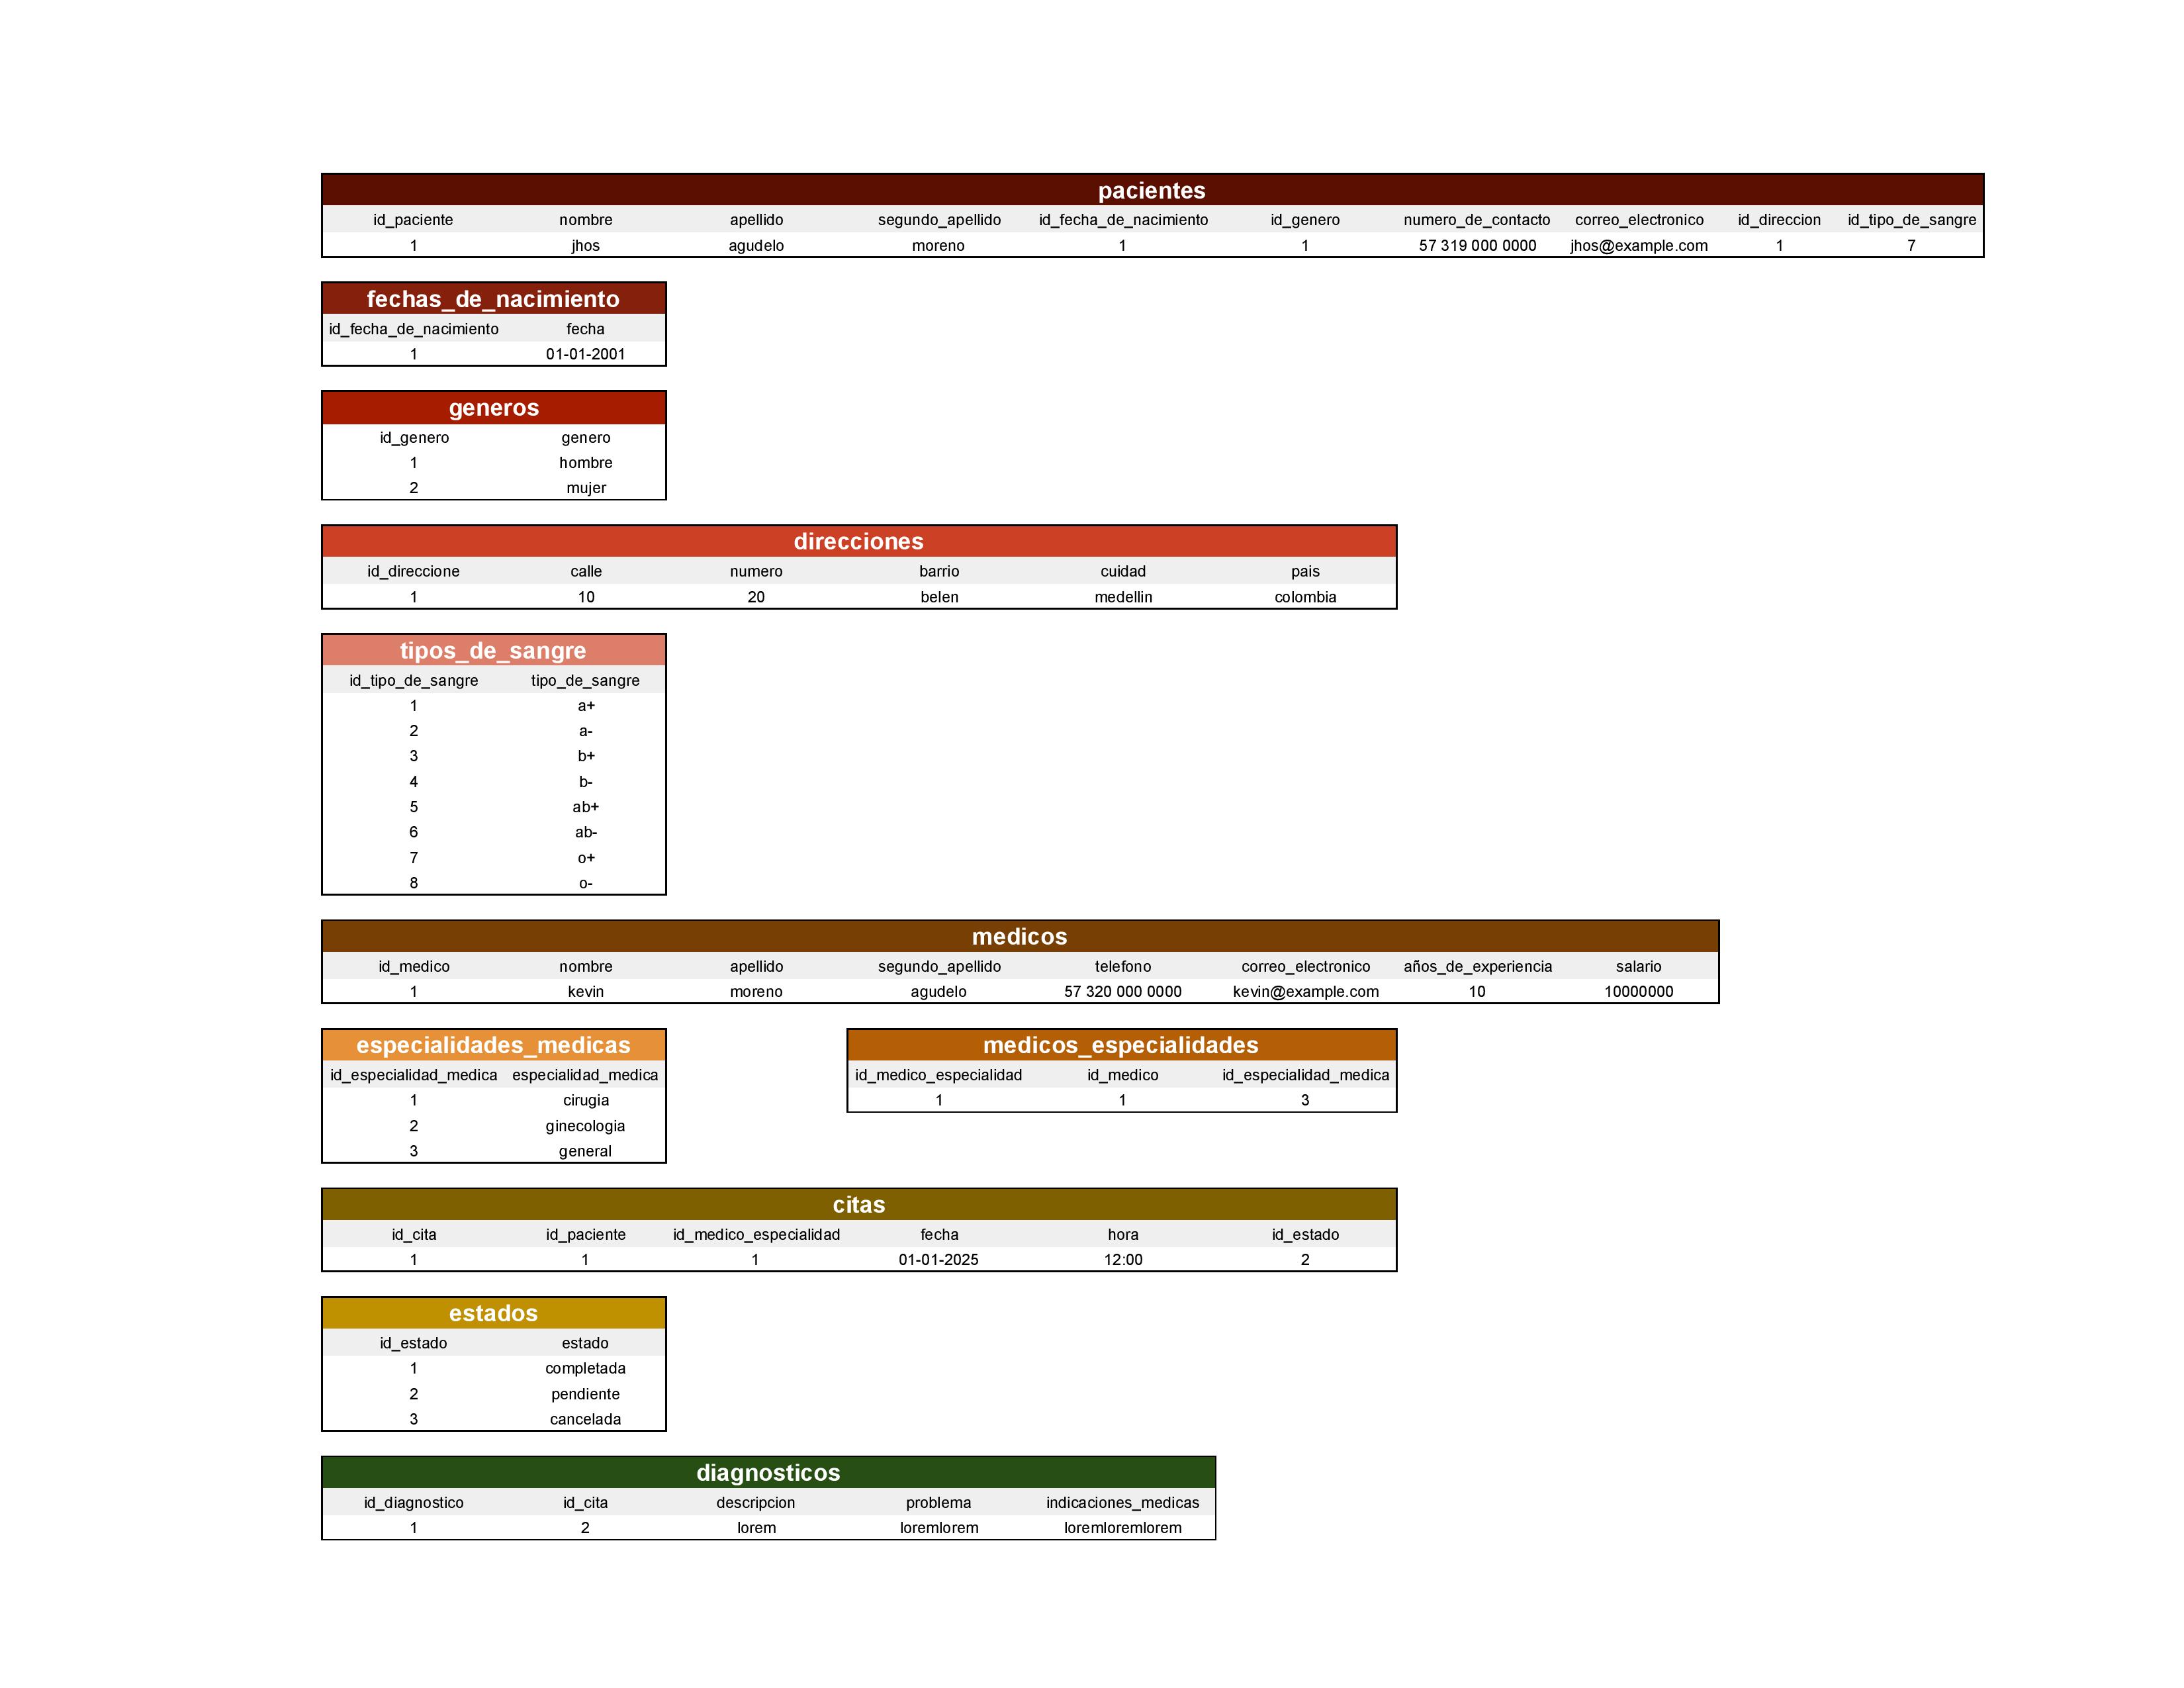 pacientes
id_paciente nombre apellido segundo_apellido id_fecha_de_nacimiento id_genero numero_de_contacto correo_electronico id_direccion id_tipo_de_sangre
1 jhos agudelo moreno 1 1 57 319 000 0000 jhos@example.com 1 7
fechas_de_nacimiento
id_fecha_de_nacimiento fecha
1 01-01-2001
generos
id_genero genero
1 hombre
2 mujer
direcciones
id_direccione calle numero barrio cuidad pais
1 10 20 belen medellin colombia
tipos_de_sangre
id_tipo_de_sangre tipo_de_sangre
1 a+
2 a-
3 b+
4 b-
5 ab+
6 ab-
7 o+
8 o-
medicos
id_medico nombre apellido segundo_apellido telefono correo_electronico años_de_experiencia salario
1 kevin moreno agudelo 57 320 000 0000 kevin@example.com 10 10000000
especialidades_medicas
id_especialidad_medica especialidad_medica
1 cirugia
2 ginecologia
3 general
medicos_especialidades
id_medico_especialidad id_medico id_especialidad_medica
1 1 3
citas
id_cita id_paciente id_medico_especialidad fecha hora id_estado
1 1 1 01-01-2025 12:00 2
estados
id_estado estado
1 completada
2 pendiente
3 cancelada
diagnosticos
id_diagnostico id_cita descripcion problema indicaciones_medicas
1 2 lorem loremlorem loremloremlorem